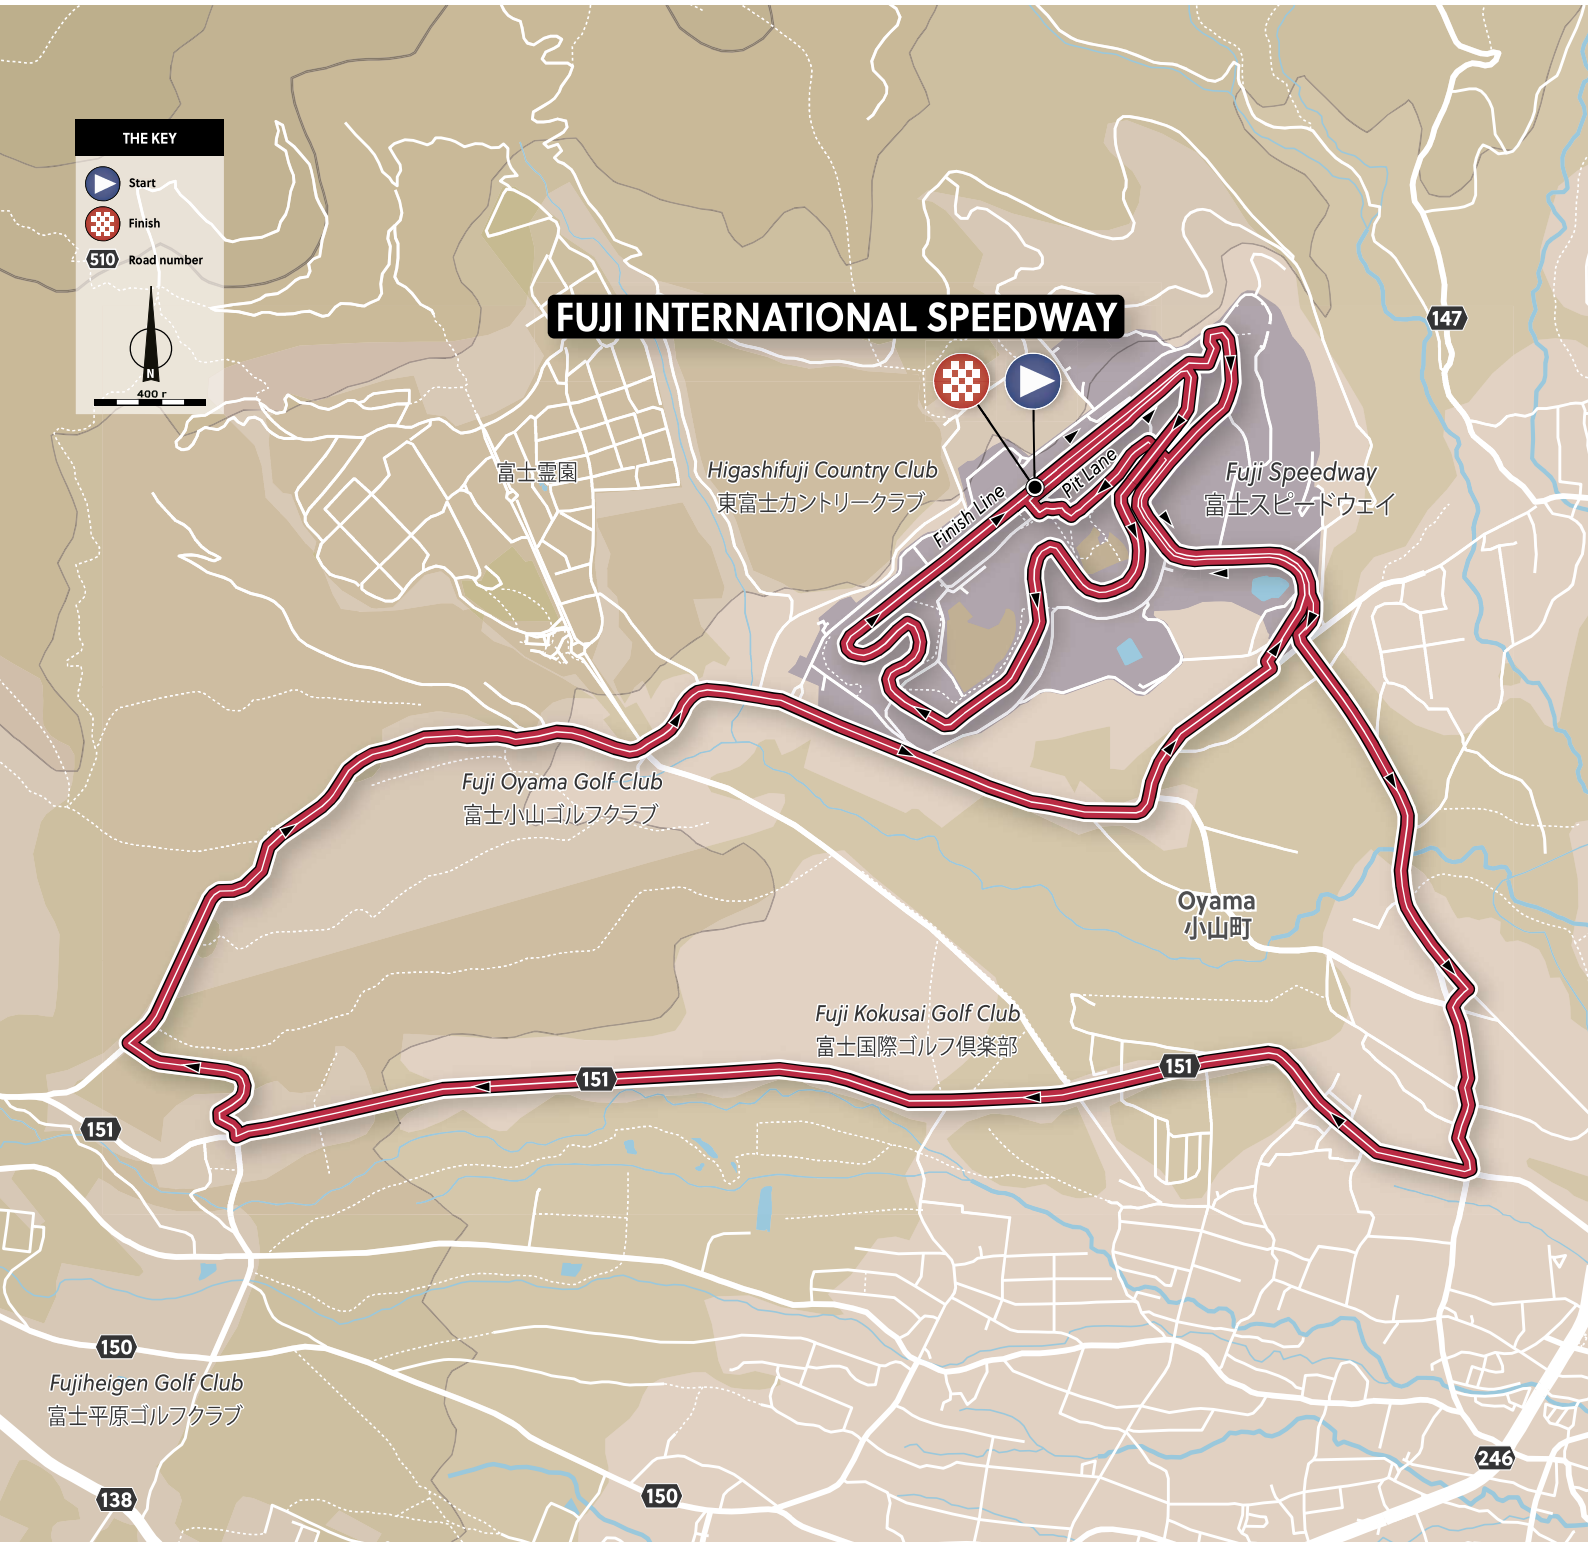 THE KEY
Start
Finish
510 Road number
N
400 r
FUJI INTERNATIONAL SPEEDWAY
147
富士霊園
Higashifuji Country Club
東富士カントリークラブ
Finish Line
Pit Lane
Fuji Speedway
富士スピードウェイ
Fuji Oyama Golf Club
富士小山ゴルフクラブ
Oyama
小山町
Fuji Kokusai Golf Club
富士国際ゴルフ倶楽部
151
151
151
150
Fujiheigen Golf Club
富士平原ゴルフクラブ
138
150
246